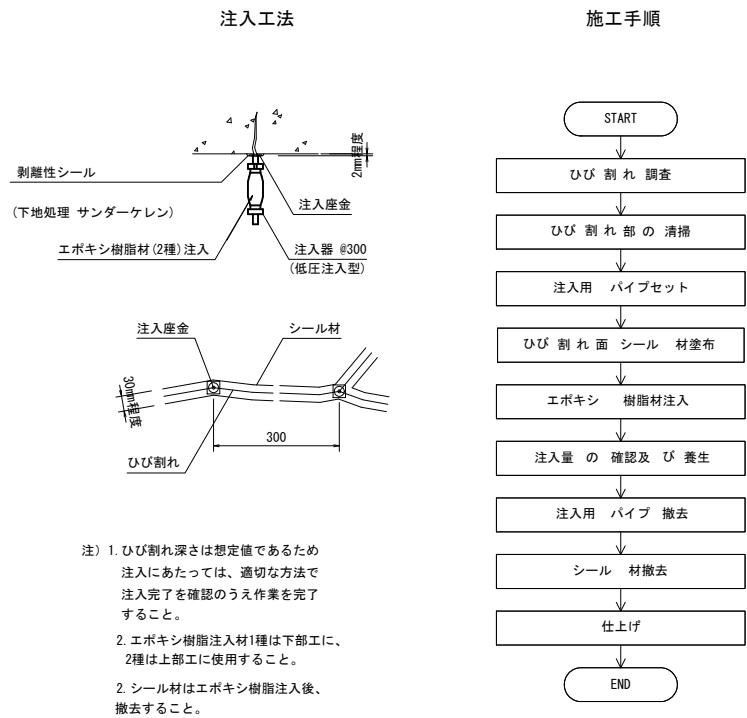 注入工法
2mm程度
剥離性シール
注入座金
(下地処理 サンダーケレン)
エポキシ樹脂材(2種)注入
注入器 @300
(低圧注入型)
注入座金
シール材
30mm程度
300
ひび割れ
注) 1. ひび割れ深さは想定値であるため
注入にあたっては、適切な方法で
注入完了を確認のうえ作業を完了
すること。
2. エポキシ樹脂注入材1種は下部工に、
2種は上部工に使用すること。
2. シール材はエポキシ樹脂注入後、
撤去すること。
施工手順
START
ひび 割 れ 調査
ひび 割 れ 部 の 清掃
注入用 パイプセット
ひび 割 れ 面 シール 材塗布
エポキシ 樹脂材注入
注入量 の 確認及 び 養生
注入用 パイプ 撤去
シール 材撤去
仕上げ
END